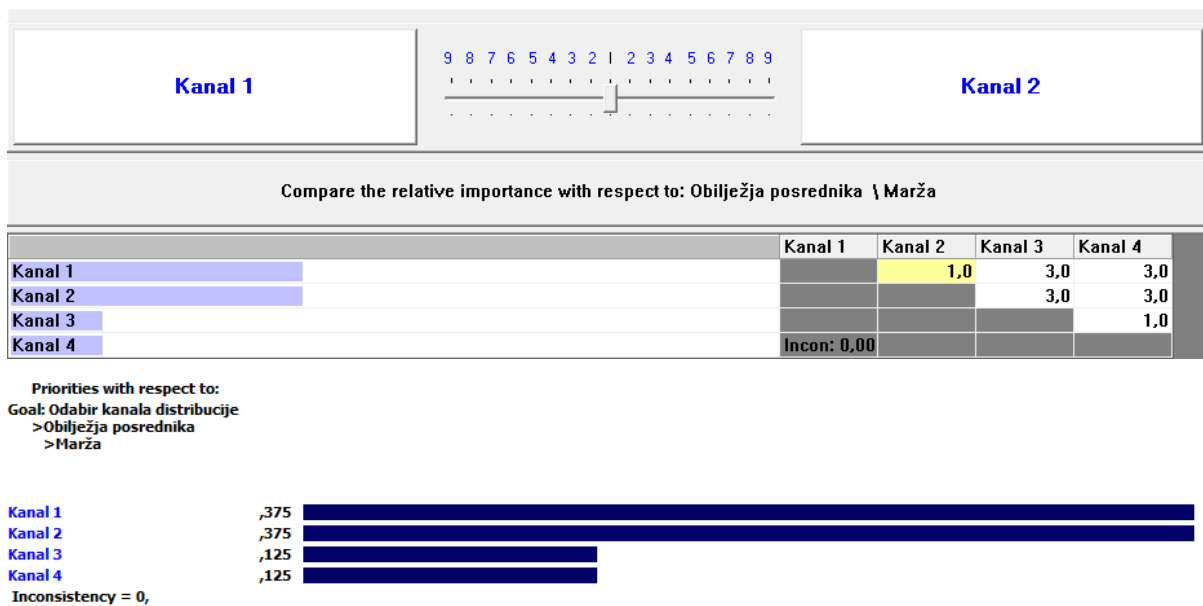 Kanal 1
9 8 7 6 5 4 3 2 1 2 3 4 5 6 7 8 9
Kanal 2
Compare the relative importance with respect to: Obilježja posrednika \ Marža
Kanal 1 Kanal 2 Kanal 3 Kanal 4
Kanal 1 1,0 3,0 3,0
Kanal 2 3,0 3,0
Kanal 3 1,0
Kanal 4 Incon: 0,00
Priorities with respect to:
Goal: Odabir kanala distribucije
>Obilježja posrednika
>Marža
Kanal 1 ,375
Kanal 2 ,375
Kanal 3 ,125
Kanal 4 ,125
Inconsistency = 0,